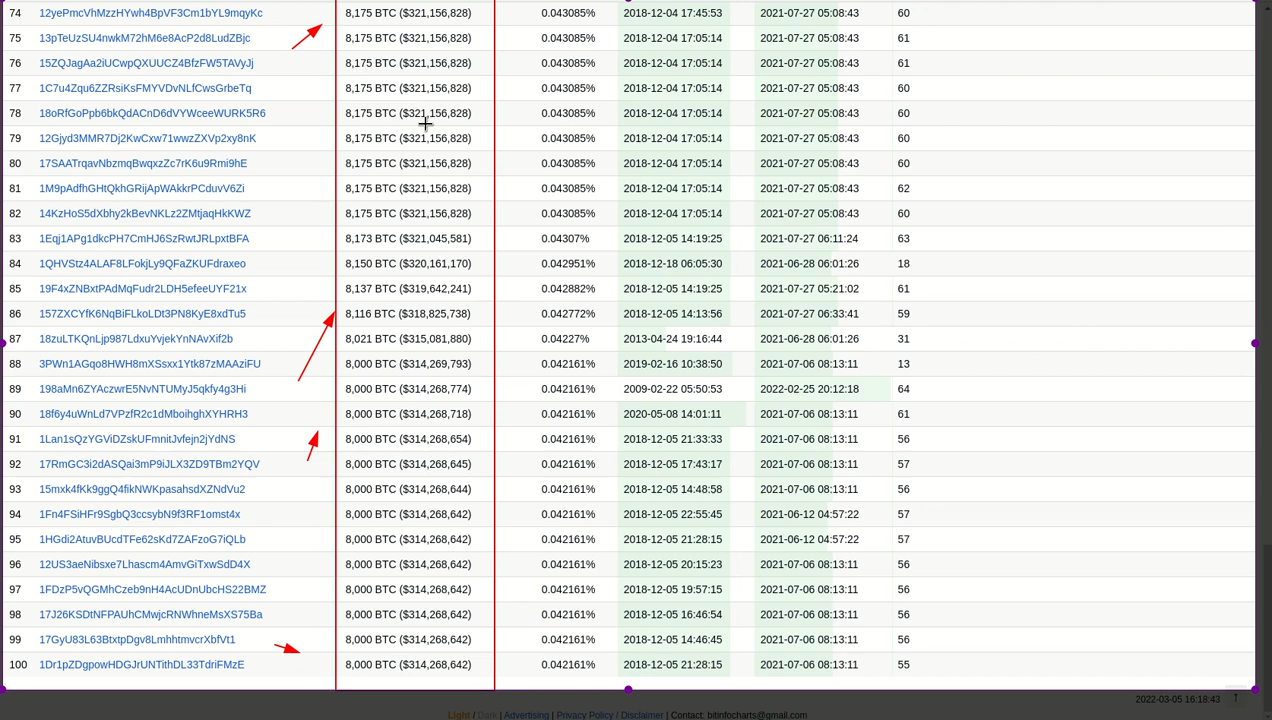 74 12yePmcVhMzzHYwh4BpVF3Cm1bYL9mqyKc 8,175 BTC ($321,156,828) 0.043085% 2018-12-04 17:45:53 2021-07-27 05:08:43 60
75 13pTeUzSU4nwkM72hM6e8AcP2d8LudZBjc 8,175 BTC ($321,156,828) 0.043085% 2018-12-04 17:05:14 2021-07-27 05:08:43 61
76 15ZQJagAa2iUCwpQXUUCZ4BfzFW5TAVyJj 8,175 BTC ($321,156,828) 0.043085% 2018-12-04 17:05:14 2021-07-27 05:08:43 61
77 1C7u4Zqu6ZZRsiKsFMYVDvNLfCwsGrbeTq 8,175 BTC ($321,156,828) 0.043085% 2018-12-04 17:05:14 2021-07-27 05:08:43 60
78 18oRfGoPpb6bkQdACnD6dVYWceeWURK5R6 8,175 BTC ($321,156,828) 0.043085% 2018-12-04 17:05:14 2021-07-27 05:08:43 60
79 12Gjyd3MMR7Dj2KwCxw71wwzZXVp2xy8nK 8,175 BTC ($321,156,828) 0.043085% 2018-12-04 17:05:14 2021-07-27 05:08:43 60
80 17SAATrqavNbzmqBwqxzZc7rK6u9Rmi9hE 8,175 BTC ($321,156,828) 0.043085% 2018-12-04 17:05:14 2021-07-27 05:08:43 60
81 1M9pAdfhGHtQkhGRijApWAkkrPCduvV6Zi 8,175 BTC ($321,156,828) 0.043085% 2018-12-04 17:05:14 2021-07-27 05:08:43 62
82 14KzHoS5dXbhy2kBevNKLz2ZMtjaqHkKWZ 8,175 BTC ($321,156,828) 0.043085% 2018-12-04 17:05:14 2021-07-27 05:08:43 60
83 1Eqj1APg1dkcPH7CmHJ6SzRwtJRLpxtBFA 8,173 BTC ($321,045,581) 0.04307% 2018-12-05 14:19:25 2021-07-27 06:11:24 63
84 1QHVStz4ALAF8LFokjLy9QFaZKUFdraxeo 8,150 BTC ($320,161,170) 0.042951% 2018-12-18 06:05:30 2021-06-28 06:01:26 18
85 19F4xZNBxtPAdMqFudr2LDH5efeeUYF21x 8,137 BTC ($319,642,241) 0.042882% 2018-12-05 14:19:25 2021-07-27 05:21:02 61
86 157ZXCYfK6NqBiFLkoLDt3PN8KyE8xdTu5 8,116 BTC ($318,825,738) 0.042772% 2018-12-05 14:13:56 2021-07-27 06:33:41 59
87 18zuLTKQnLjp987LdxuYvjekYnNAvXif2b 8,021 BTC ($315,081,880) 0.04227% 2013-04-24 19:16:44 2021-06-28 06:01:26 31
88 3PWn1AGqo8HWH8mXSsxx1Ytk87zMAAziFU 8,000 BTC ($314,269,793) 0.042161% 2019-02-16 10:38:50 2021-07-06 08:13:11 13
89 198aMn6ZYAczwrE5NvNTUMyJ5qkfy4g3Hi 8,000 BTC ($314,268,774) 0.042161% 2009-02-22 05:50:53 2022-02-25 20:12:18 64
90 18f6y4uWnLd7VPzfR2c1dMboihghXYHRH3 8,000 BTC ($314,268,718) 0.042161% 2020-05-08 14:01:11 2021-07-06 08:13:11 61
91 1Lan1sQzYGViDZskUFmnitJvfejn2jYdNS 8,000 BTC ($314,268,654) 0.042161% 2018-12-05 21:33:33 2021-07-06 08:13:11 56
92 17RmGC3i2dASQai3mP9iJLX3ZD9TBm2YQV 8,000 BTC ($314,268,645) 0.042161% 2018-12-05 17:43:17 2021-07-06 08:13:11 57
93 15mxk4fKk9ggQ4fikNWKpasahsdXZNdVu2 8,000 BTC ($314,268,644) 0.042161% 2018-12-05 14:48:58 2021-07-06 08:13:11 56
94 1Fn4FSiHFr9SgbQ3ccsybN9f3RF1omst4x 8,000 BTC ($314,268,642) 0.042161% 2018-12-05 22:55:45 2021-06-12 04:57:22 57
95 1HGdi2AtuvBUcdTFe62sKd7ZAFzoG7iQLb 8,000 BTC ($314,268,642) 0.042161% 2018-12-05 21:28:15 2021-06-12 04:57:22 57
96 12US3aeNibsxe7Lhascm4AmvGiTxwSdD4X 8,000 BTC ($314,268,642) 0.042161% 2018-12-05 20:15:23 2021-07-06 08:13:11 56
97 1FDzP5vQGMhCzeb9nH4AcUDnUbcHS22BMZ 8,000 BTC ($314,268,642) 0.042161% 2018-12-05 19:57:15 2021-07-06 08:13:11 56
98 17J26KSDtNFPAUhCMwjcRNWhneMsXS75Ba 8,000 BTC ($314,268,642) 0.042161% 2018-12-05 16:46:54 2021-07-06 08:13:11 56
99 17GyU83L63BtxtpDgv8LmhhtmvcrXbfVt1 8,000 BTC ($314,268,642) 0.042161% 2018-12-05 14:46:45 2021-07-06 08:13:11 56
100 1Dr1pZDgpowHDGJrUNTithDL33TdriFMzE 8,000 BTC ($314,268,642) 0.042161% 2018-12-05 21:28:15 2021-07-06 08:13:11 55
2022-03-05 16:18:43 ↑
Light / Dark | Advertising | Privacy Policy / Disclaimer | Contact: bitinfocharts@gmail.com